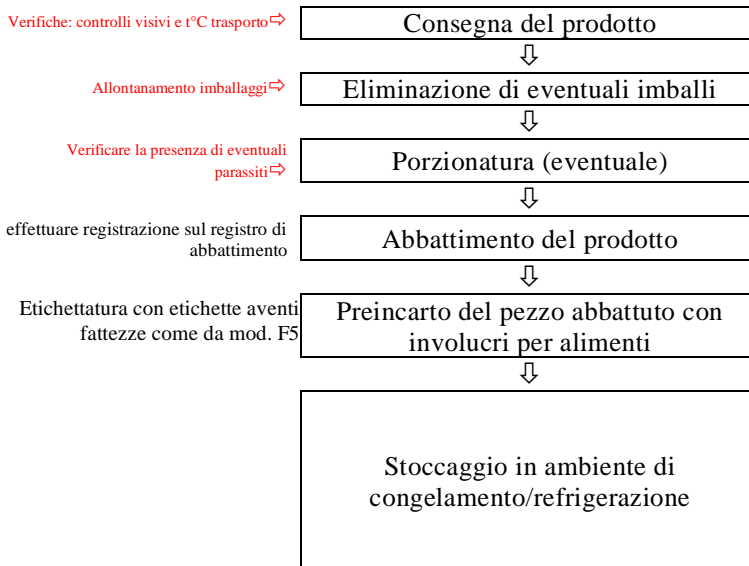 Verifiche: controlli visivi e t°C trasporto⇨
Consegna del prodotto
⇩
Allontanamento imballaggi⇨
Eliminazione di eventuali imballi
⇩
Verificare la presenza di eventuali
parassiti⇨
Porzionatura (eventuale)
⇩
effettuare registrazione sul registro di
abbattimento
Abbattimento del prodotto
⇩
Etichettatura con etichette aventi
fattezze come da mod. F5
Preincarto del pezzo abbattuto con
involucri per alimenti
⇩
Stoccaggio in ambiente di
congelamento/refrigerazione